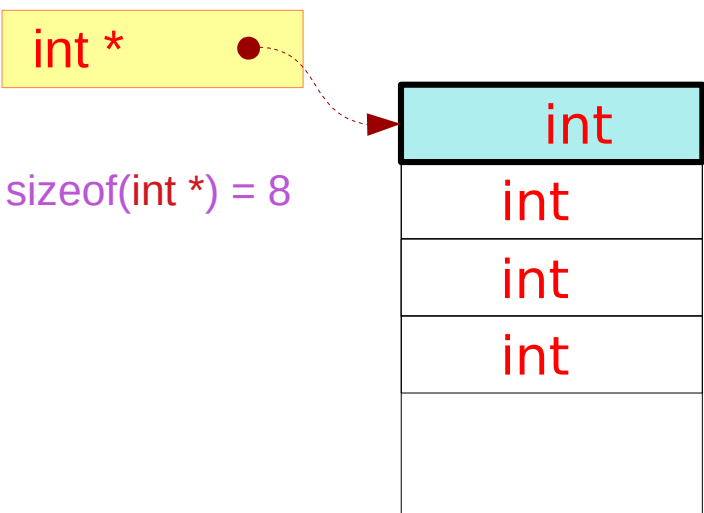 int *
int
sizeof(int *) = 8
int
int
int